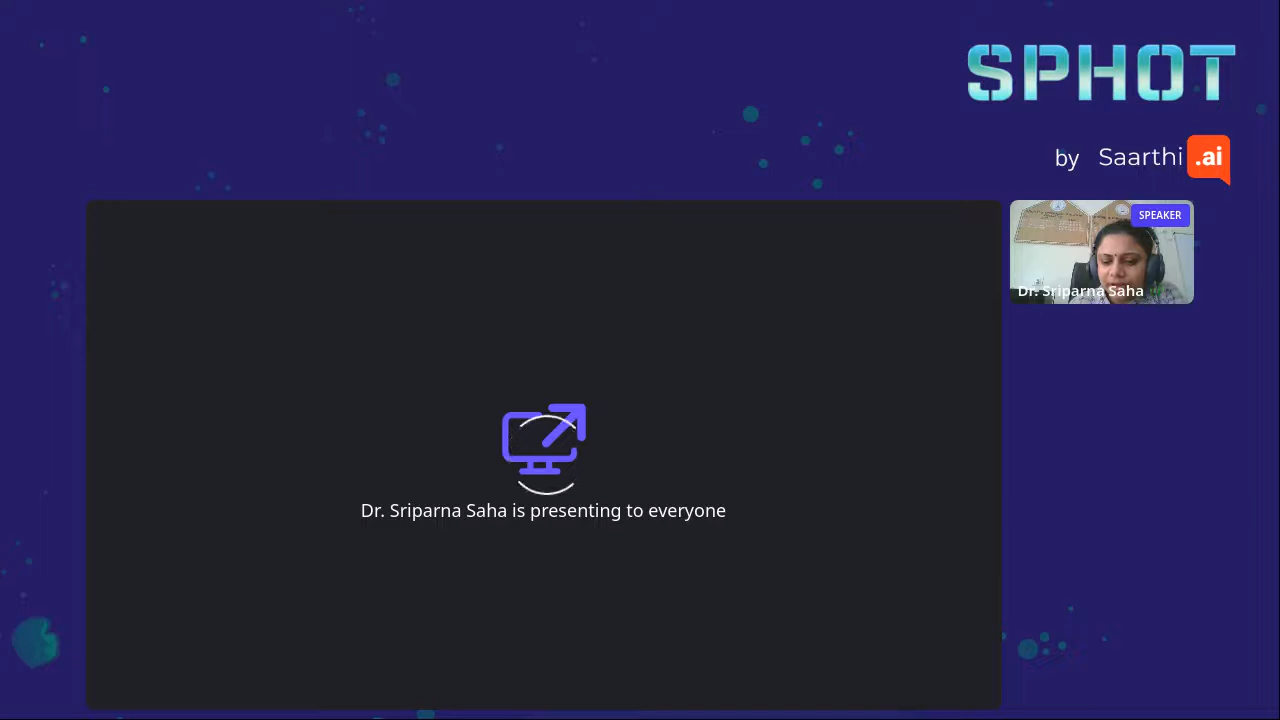 SPHOT
by Saarthi .ai
SPEAKER
Dr. Sriparna Saha
Dr. Sriparna Saha is presenting to everyone